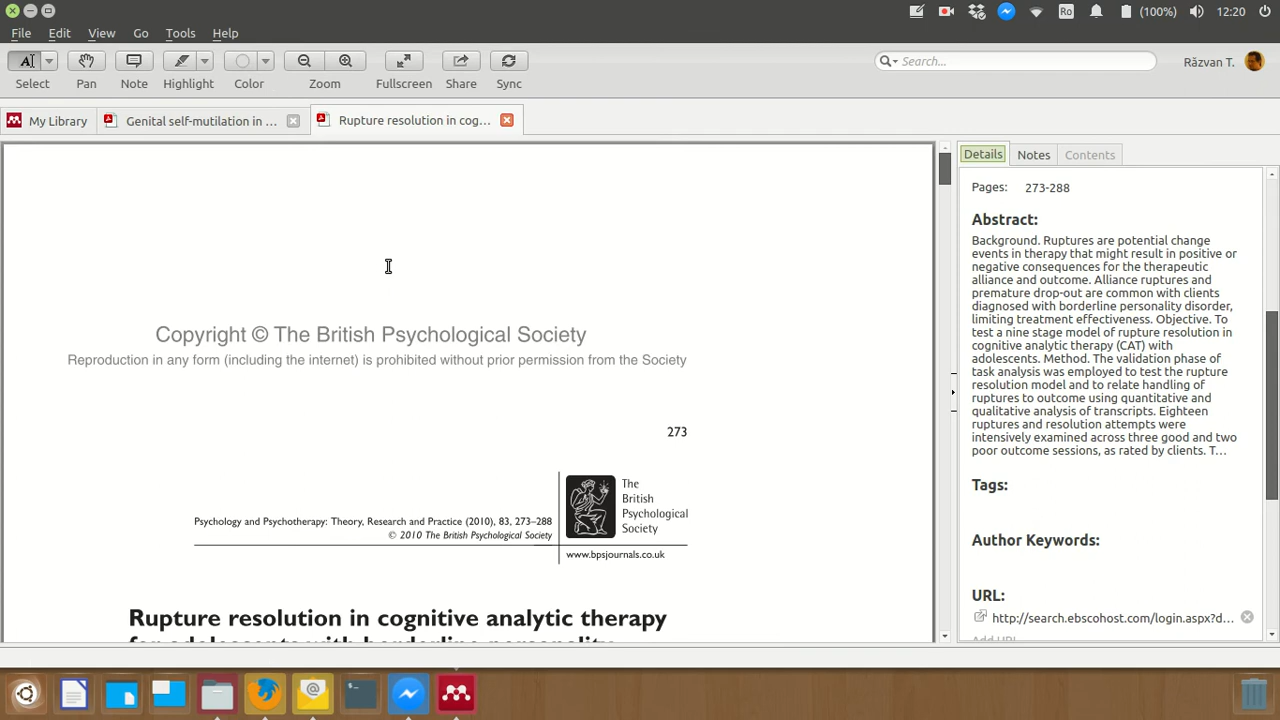 Ro
(100%)
12:20
File Edit View Go Tools Help
AI
Search...
Răzvan T.
Select Pan Note Highlight Color Zoom Fullscreen Share Sync
My Library
Genital self-mutilation in ...
Rupture resolution in cog...
Copyright © The British Psychological Society
Reproduction in any form (including the internet) is prohibited without prior permission from the Society
273
The
British
Psychological
Society
Psychology and Psychotherapy: Theory, Research and Practice (2010), 83, 273–288
© 2010 The British Psychological Society
www.bpsjournals.co.uk
Rupture resolution in cognitive analytic therapy
for adolescents with borderline personality
Details Notes Contents
Pages: 273-288
Abstract:
Background. Ruptures are potential change
events in therapy that might result in positive or
negative consequences for the therapeutic
alliance and outcome. Alliance ruptures and
premature drop-out are common with clients
diagnosed with borderline personality disorder,
limiting treatment effectiveness. Objective. To
test a nine stage model of rupture resolution in
cognitive analytic therapy (CAT) with
adolescents. Method. The validation phase of
task analysis was employed to test the rupture
resolution model and to relate handling of
ruptures to outcome using quantitative and
qualitative analysis of transcripts. Eighteen
ruptures and resolution attempts were
intensively examined across three good and two
poor outcome sessions, as rated by clients. T...
Tags:
Author Keywords:
URL:
http://search.ebscohost.com/login.aspx?d...
Add URL